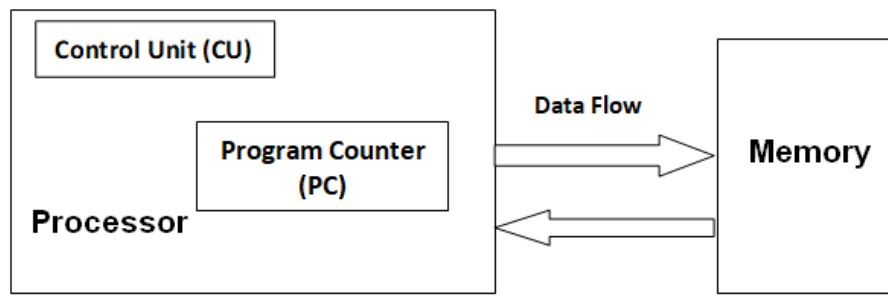 Control Unit (CU)
Data Flow
Program Counter
(PC)
Memory
Processor